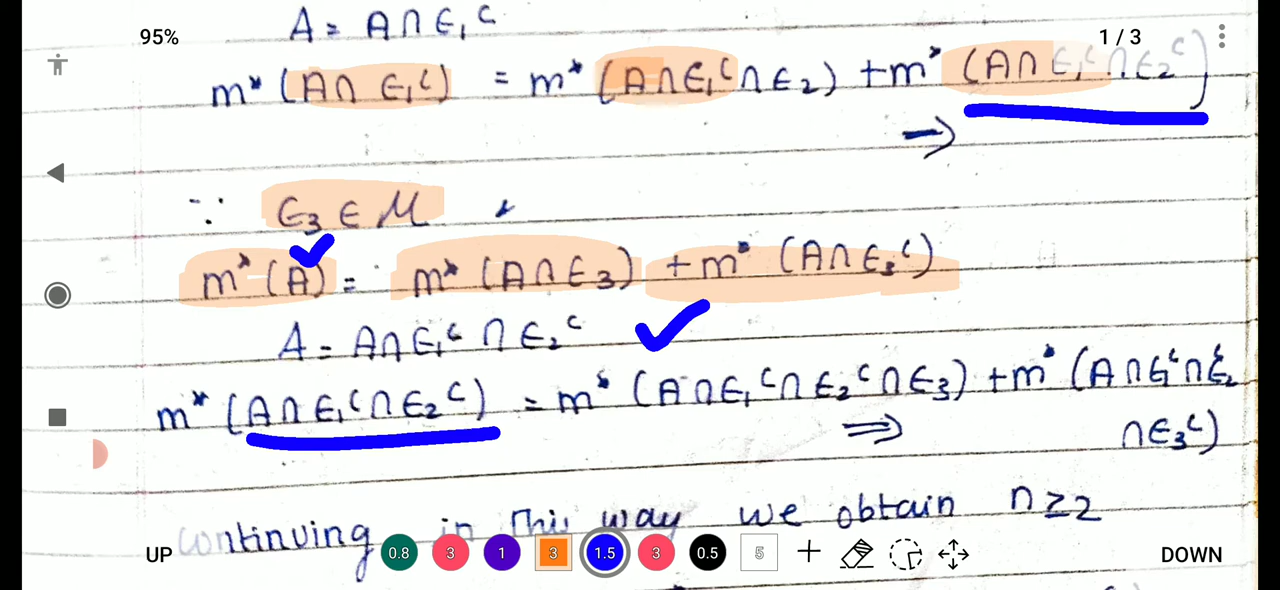 A = A∩E₁ᶜ
95%
1 / 3
m* (A∩ E₁ᶜ) = m* (A∩E₁ᶜ∩E₂) + m* (A∩E₁ᶜ∩E₂ᶜ)
→
∵ E₃ ∈ M
m* (A) = m* (A∩E₃) + m* (A∩E₃ᶜ)
A = A∩E₁ᶜ ∩ E₂ᶜ
m* (A∩E₁ᶜ∩E₂ᶜ) = m* (A∩E₁ᶜ∩E₂ᶜ∩E₃) + m* (A∩E₁ᶜ∩E₂ᶜ
⇒ ∩E₃ᶜ)
continuing in this way we obtain n≥2
UP 0.8 3 1 3 1.5 3 0.5 5 + DOWN